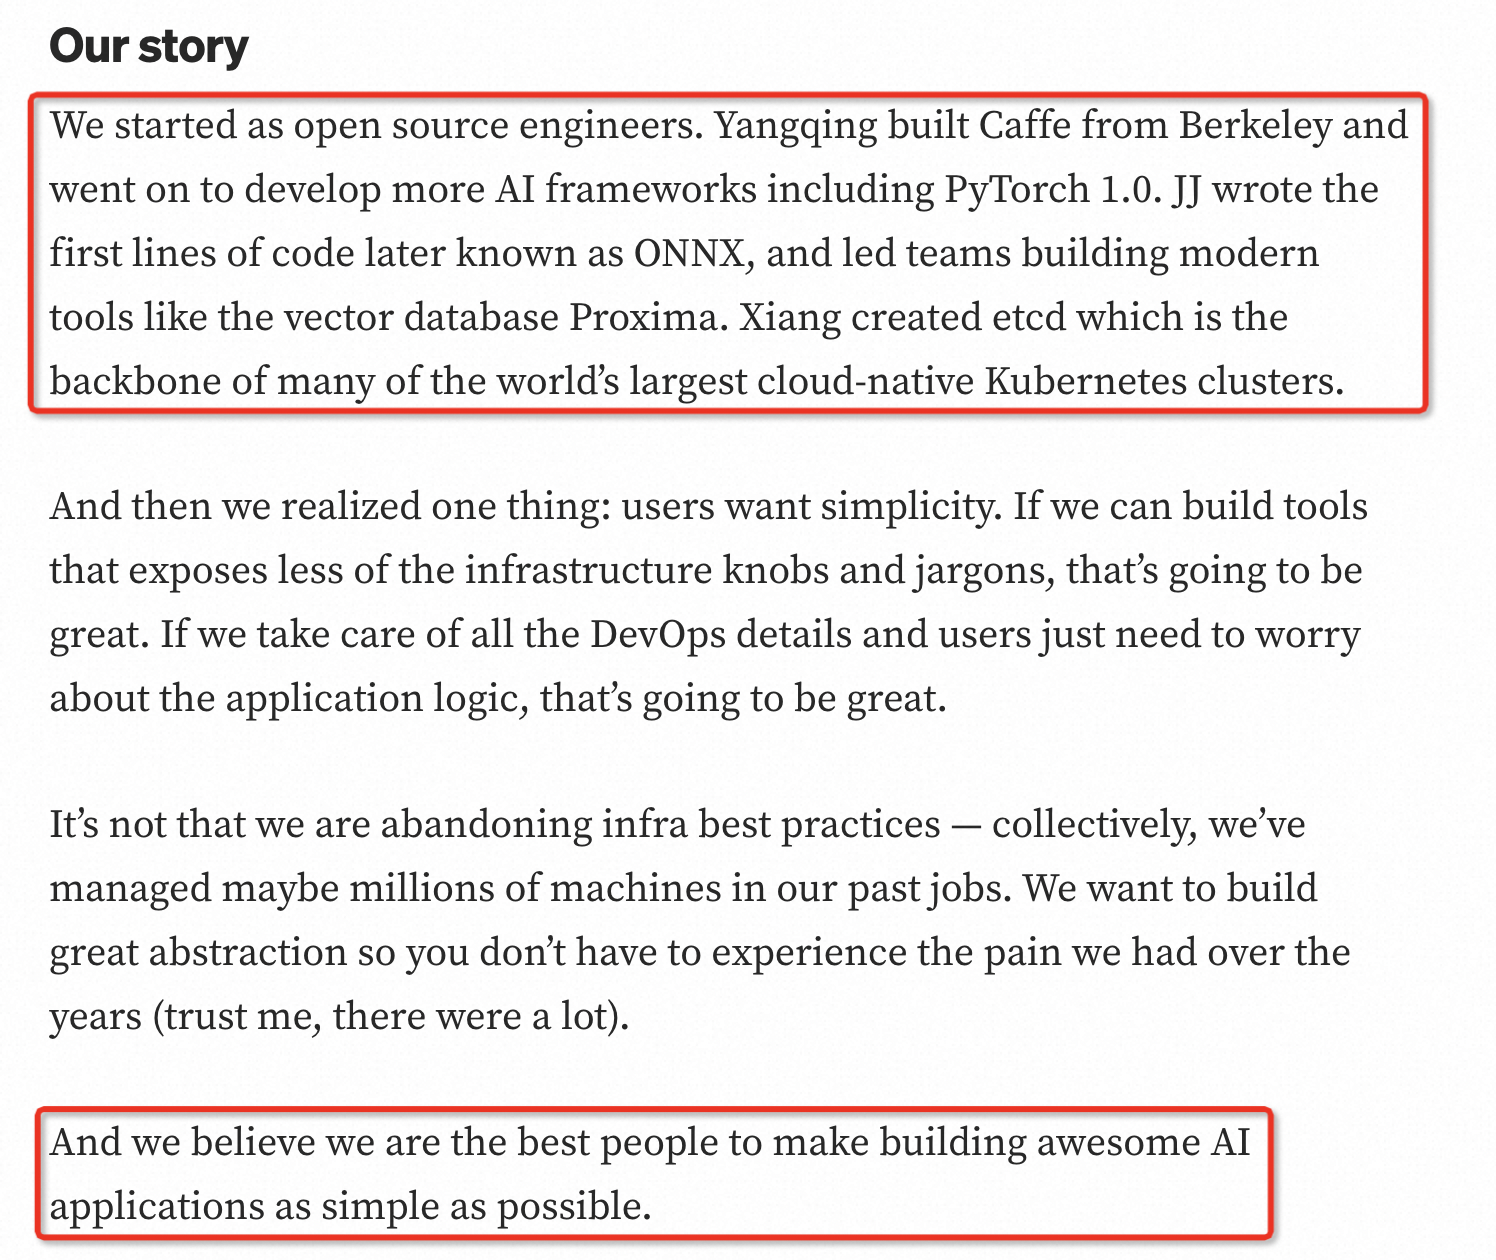 Our story
We started as open source engineers. Yangqing built Caffe from Berkeley and
went on to develop more AI frameworks including PyTorch 1.0. JJ wrote the
first lines of code later known as ONNX, and led teams building modern
tools like the vector database Proxima. Xiang created etcd which is the
backbone of many of the world’s largest cloud-native Kubernetes clusters.
And then we realized one thing: users want simplicity. If we can build tools
that exposes less of the infrastructure knobs and jargons, that’s going to be
great. If we take care of all the DevOps details and users just need to worry
about the application logic, that’s going to be great.
It’s not that we are abandoning infra best practices — collectively, we’ve
managed maybe millions of machines in our past jobs. We want to build
great abstraction so you don’t have to experience the pain we had over the
years (trust me, there were a lot).
And we believe we are the best people to make building awesome AI
applications as simple as possible.